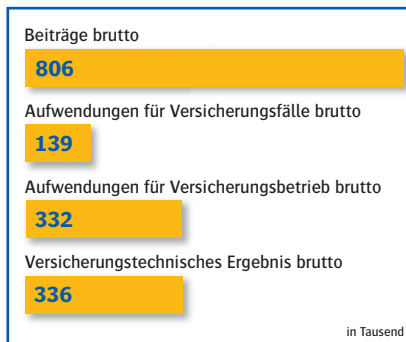 Beiträge brutto
806
Aufwendungen für Versicherungsfälle brutto
139
Aufwendungen für Versicherungsbetrieb brutto
332
Versicherungstechnisches Ergebnis brutto
336
in Tausend